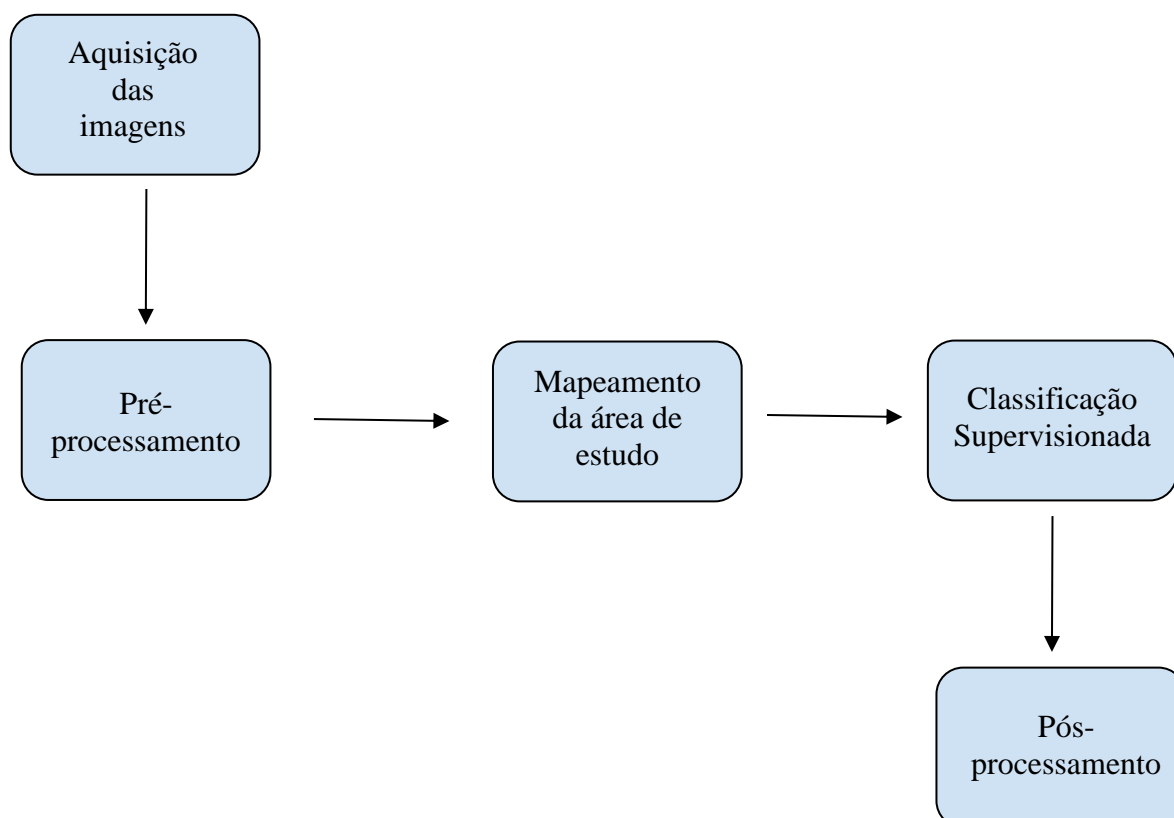 Aquisição
das
imagens
Pré-
processamento
Mapeamento
da área de
estudo
Classificação
Supervisionada
Pós-
processamento